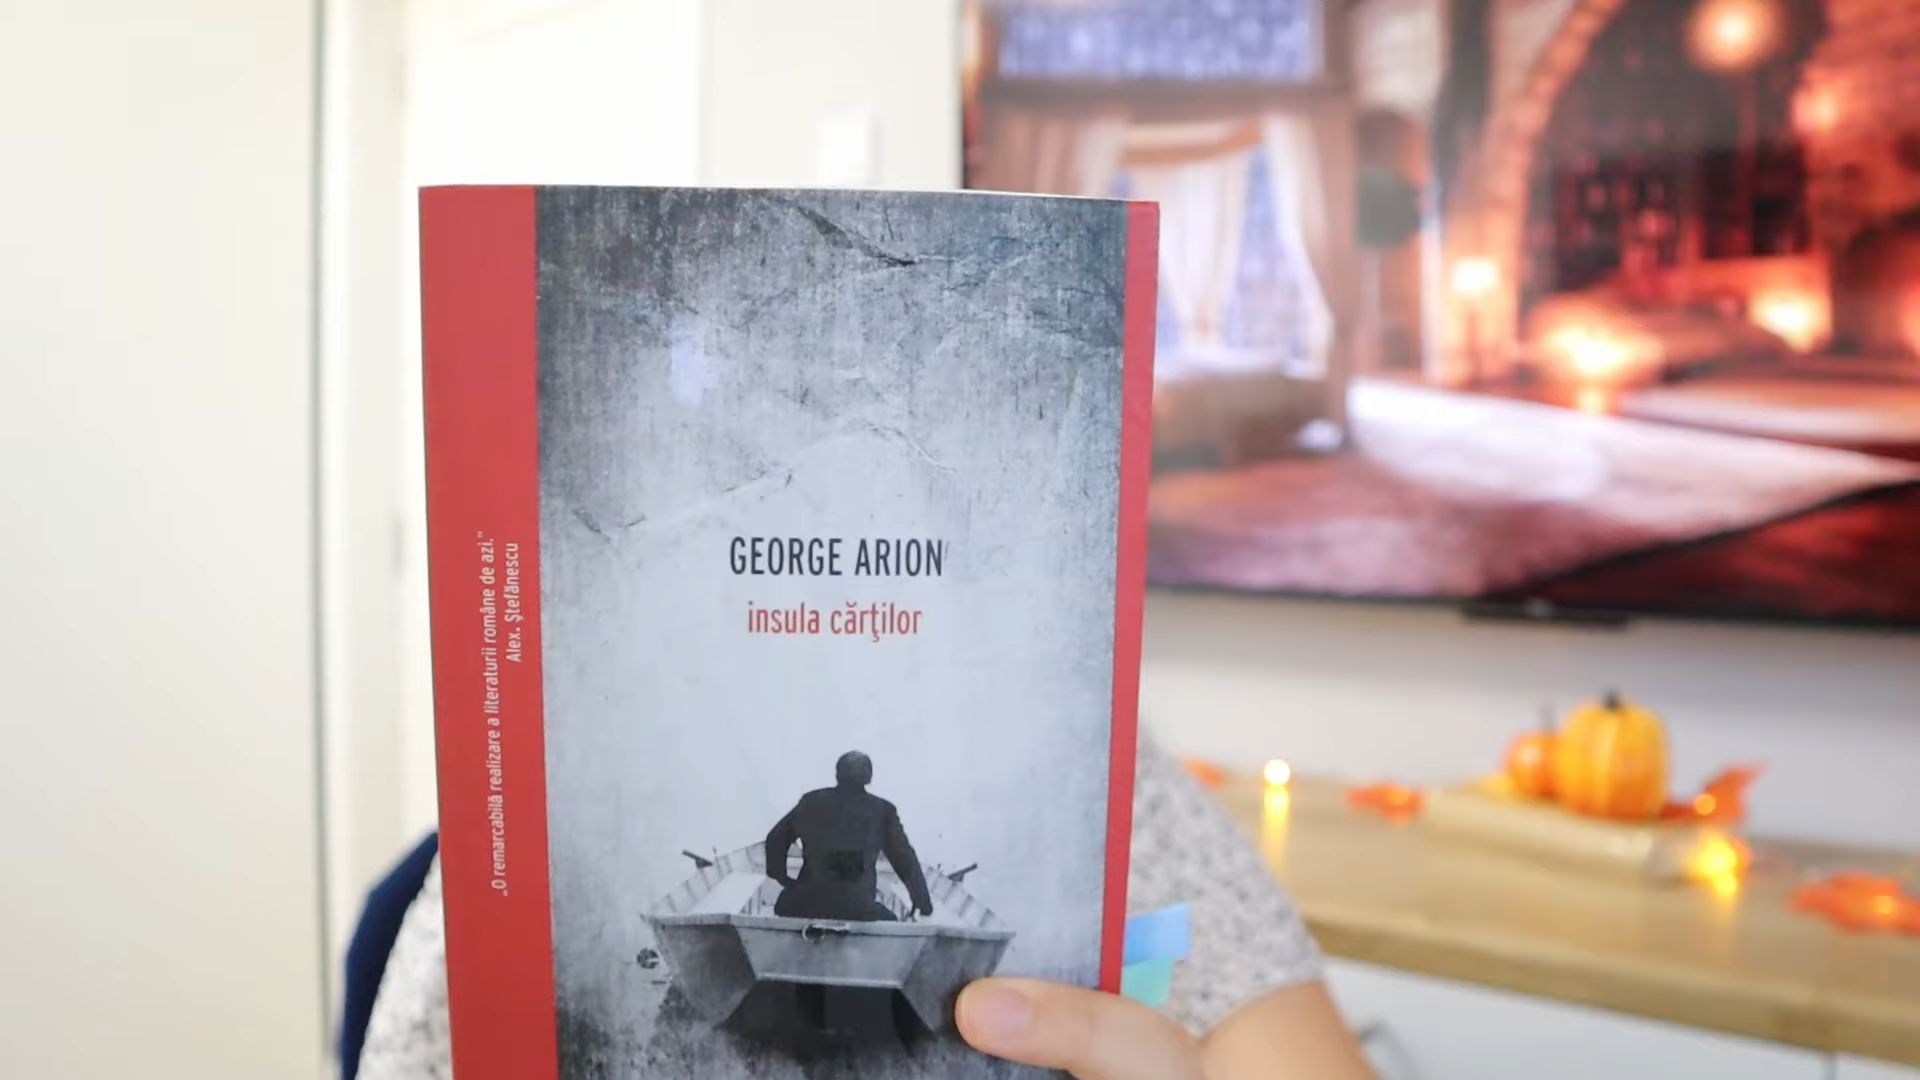 GEORGE ARION
insula cărţilor
„O remarcabilă realizare a literaturii române de azi.”
Alex. Ştefănescu